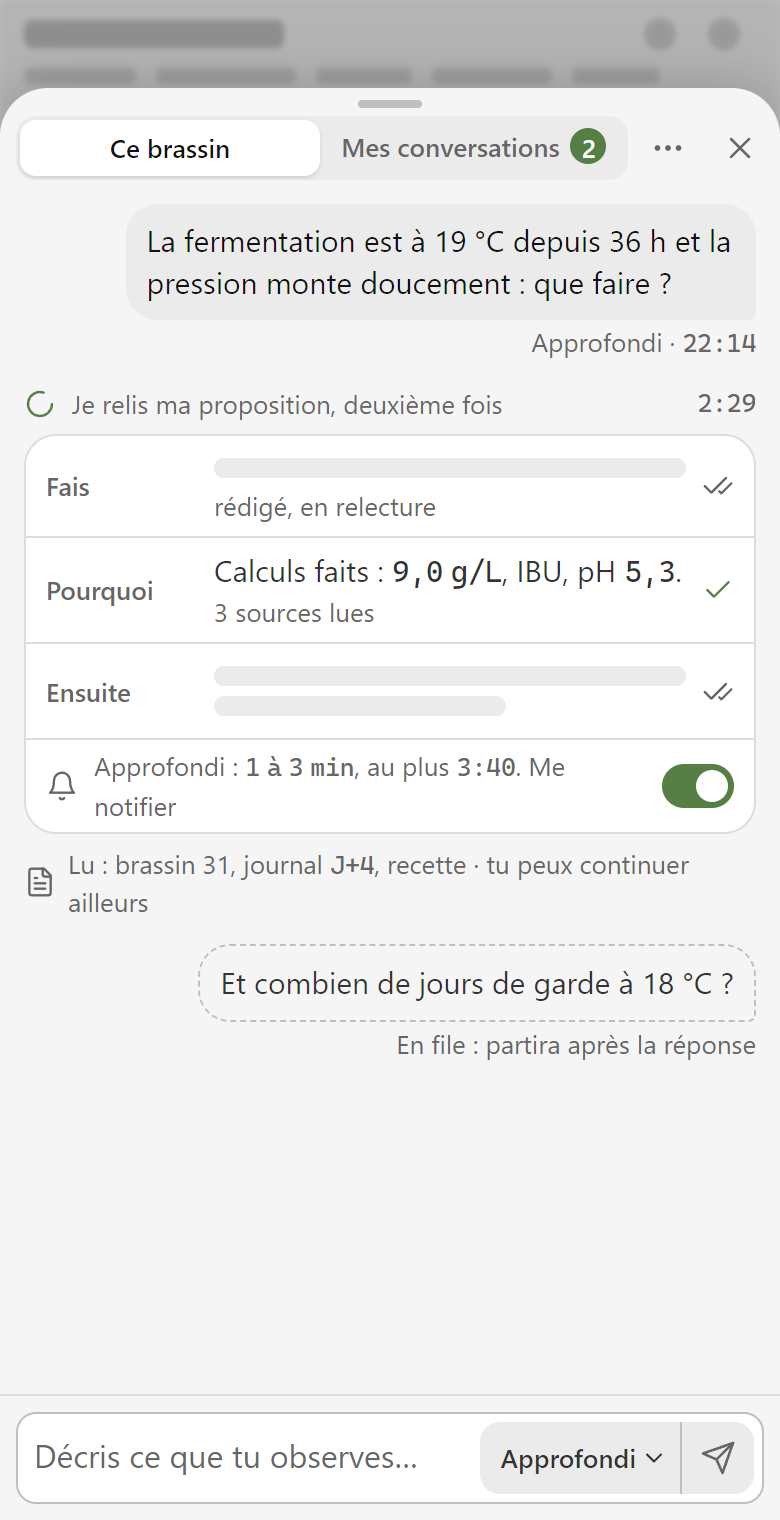 Ce brassin
Mes conversations 2
La fermentation est à 19 °C depuis 36 h et la
pression monte doucement : que faire ?
Approfondi · 22:14
Je relis ma proposition, deuxième fois
2:29
Fais
rédigé, en relecture
Pourquoi
Calculs faits : 9,0 g/L, IBU, pH 5,3.
3 sources lues
Ensuite
Approfondi : 1 à 3 min, au plus 3:40. Me
notifier
Lu : brassin 31, journal J+4, recette · tu peux continuer
ailleurs
Et combien de jours de garde à 18 °C ?
En file : partira après la réponse
Décris ce que tu observes...
Approfondi